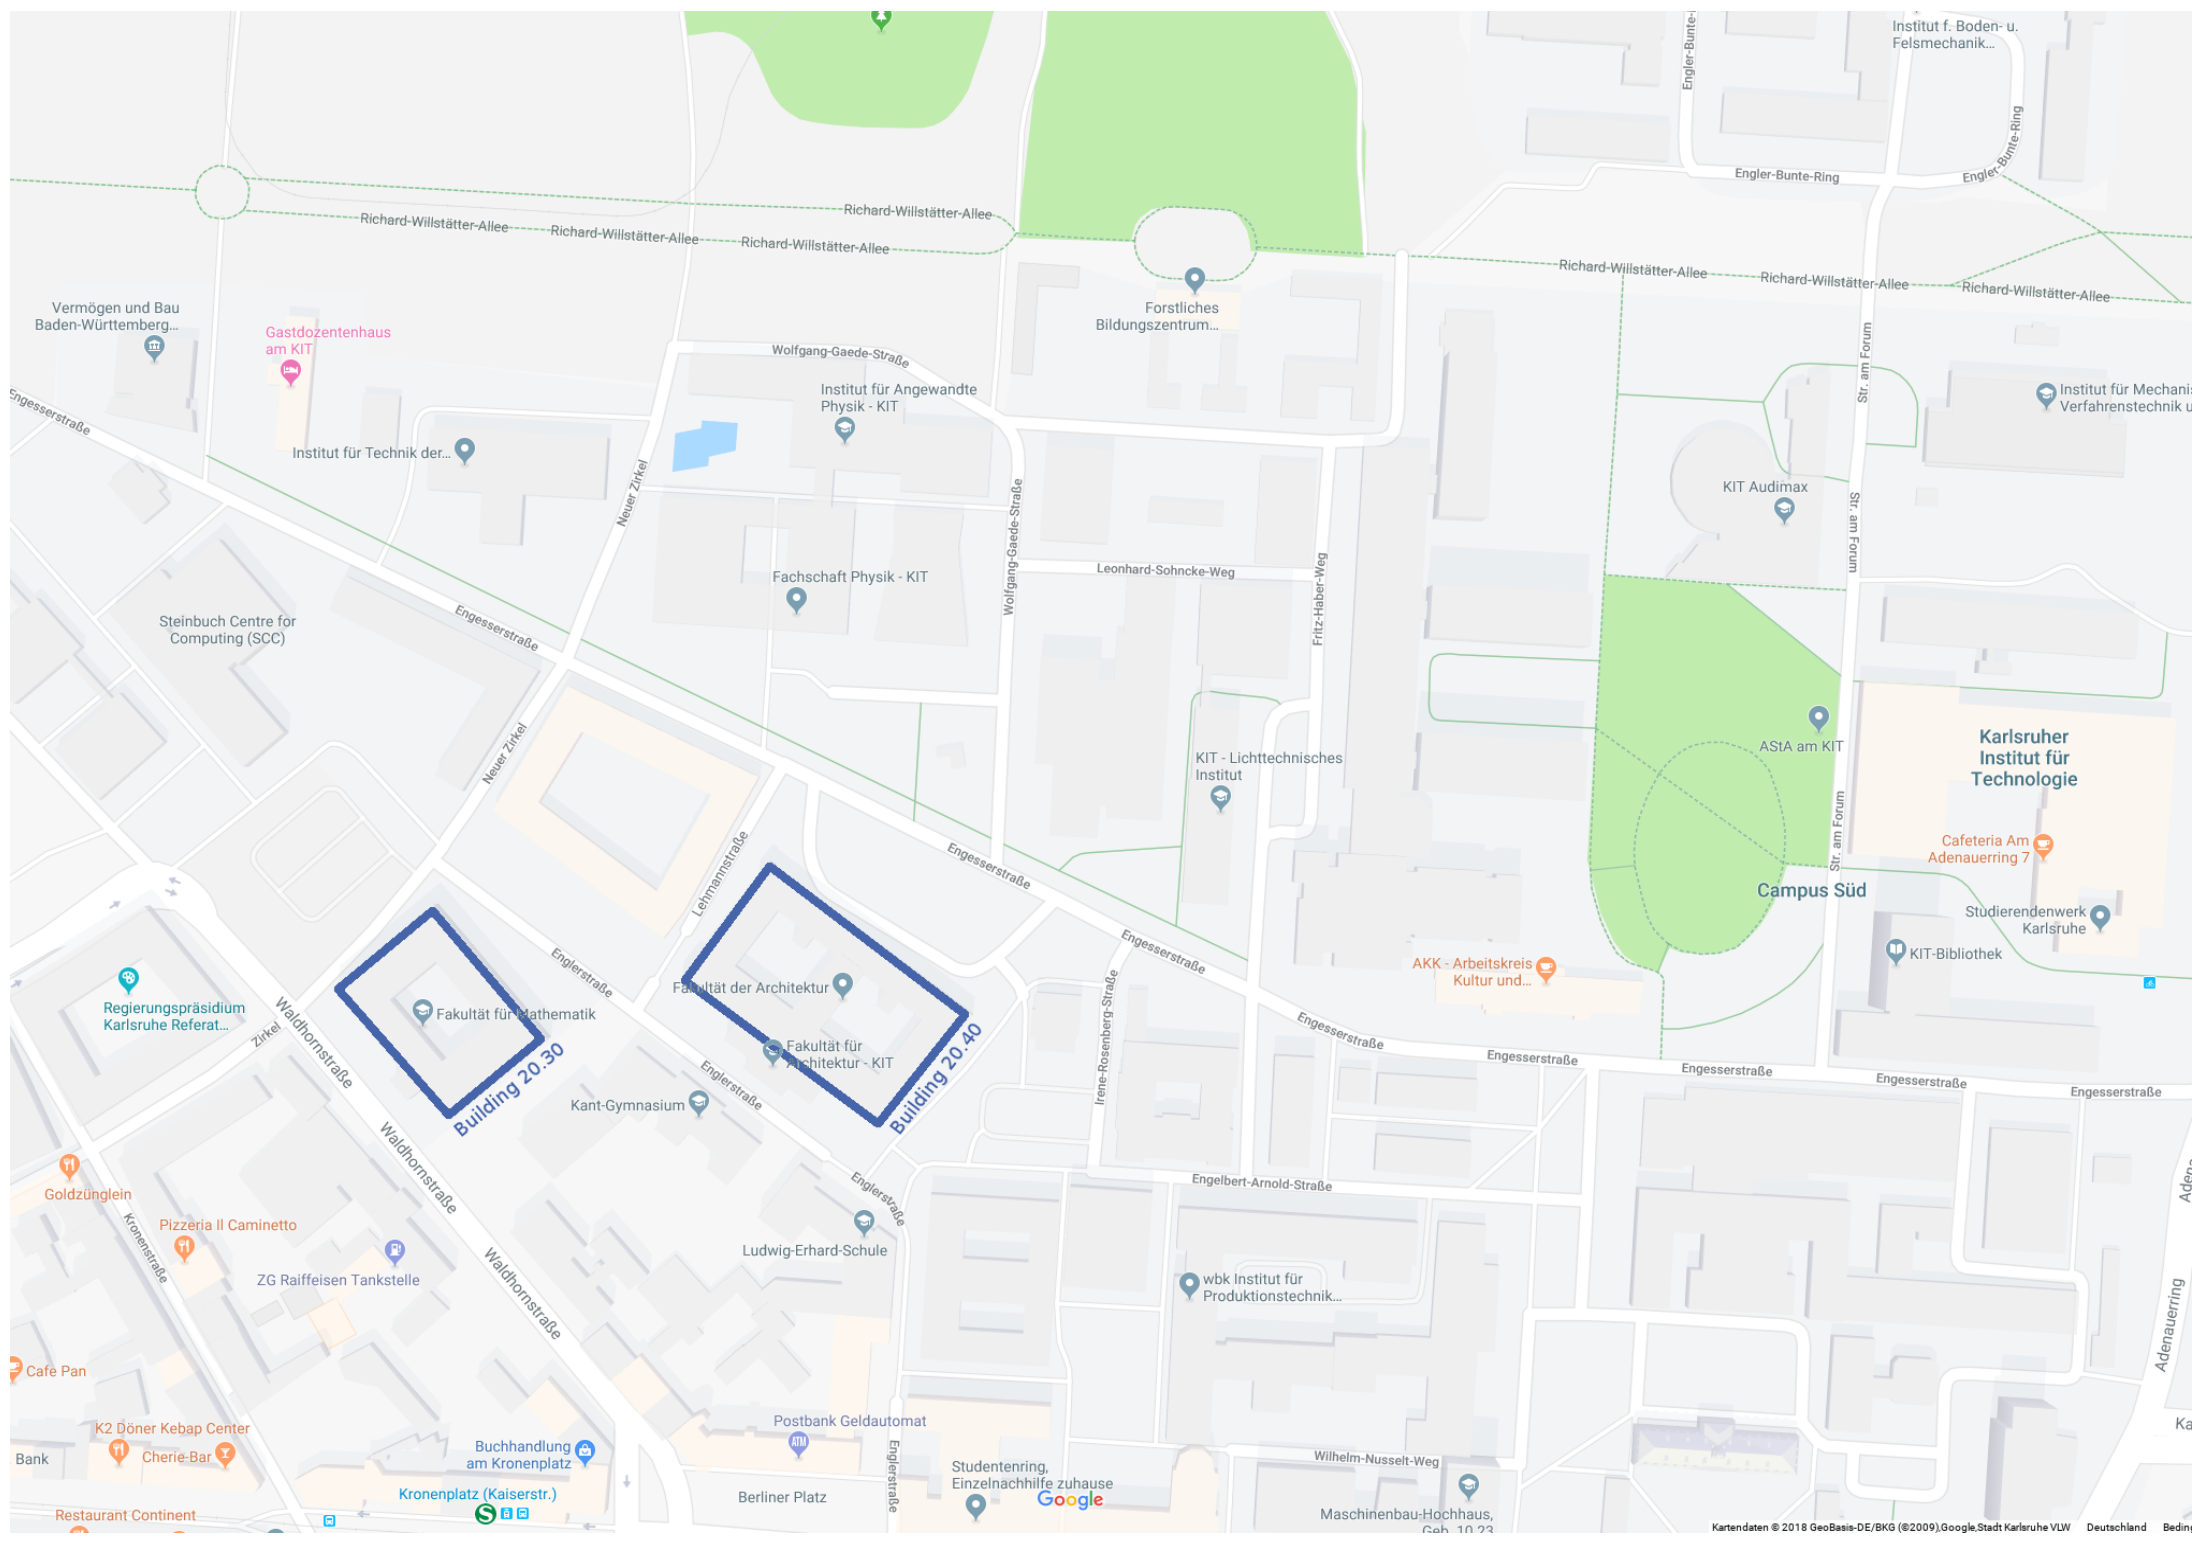 Institut f. Boden- u.
Felsmechanik...
Engler-Bunte-
Engler-Bunte-Ring
Engler-Bunte-Ring
Richard-Willstätter-Allee
Richard-Willstätter-Allee
Richard-Willstätter-Allee
Richard-Willstätter-Allee
Richard-Willstätter-Allee
Richard-Willstätter-Allee
Richard-Willstätter-Allee
Vermögen und Bau
Baden-Württemberg...
Gastdozentenhaus
am KIT
Forstliches
Bildungszentrum...
Wolfgang-Gaede-Straße
Str. am Forum
Institut für Angewandte
Physik - KIT
Institut für Mechanis
Verfahrenstechnik u
Engesserstraße
Institut für Technik der...
Neuer Zirkel
KIT Audimax
Str. am Forum
Wolfgang-Gaede-Straße
Leonhard-Sohncke-Weg
Fachschaft Physik - KIT
Fritz-Haber-Weg
Steinbuch Centre for
Computing (SCC)
Engesserstraße
Neuer Zirkel
AStA am KIT
Karlsruher
Institut für
Technologie
KIT - Lichttechnisches
Institut
Str. am Forum
Cafeteria Am
Adenauerring 7
Lehmannstraße
Engesserstraße
Campus Süd
Studierendenwerk
Karlsruhe
KIT-Bibliothek
Engesserstraße
AKK - Arbeitskreis
Kultur und...
Englerstraße
Fakultät der Architektur
Regierungspräsidium
Karlsruhe Referat...
Zirkel
Waldhornstraße
Fakultät für Mathematik
Building 20.30
Fakultät für
Architektur - KIT
Building 20.40
Irene-Rosenberg-Straße
Engesserstraße
Engesserstraße
Engesserstraße
Engesserstraße
Engesserstraße
Englerstraße
Kant-Gymnasium
Waldhornstraße
Engelbert-Arnold-Straße
Goldzünglein
Kronenstraße
Pizzeria Il Caminetto
Englerstraße
Ludwig-Erhard-Schule
ZG Raiffeisen Tankstelle
Waldhornstraße
wbk Institut für
Produktionstechnik...
Adena
Adenauerring
Cafe Pan
K2 Döner Kebap Center
Cherie-Bar
Bank
Buchhandlung
am Kronenplatz
Postbank Geldautomat
ATM
Englerstraße
Ka
Wilhelm-Nusselt-Weg
Studentenring,
Einzelnachhilfe zuhause
Kronenplatz (Kaiserstr.)
S
Berliner Platz
Google
Restaurant Continent
Maschinenbau-Hochhaus,
Geb. 10.23
Kartendaten © 2018 GeoBasis-DE/BKG (©2009),Google,Stadt Karlsruhe VLW Deutschland Beding